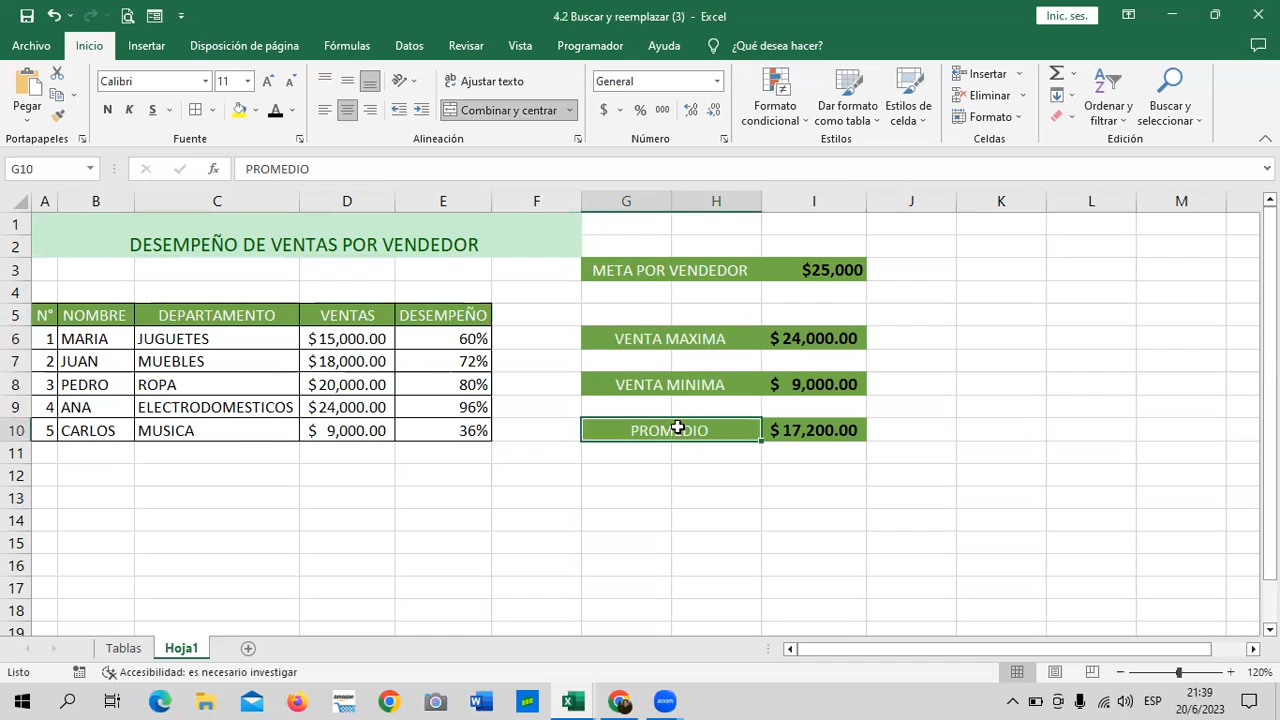 4.2 Buscar y reemplazar (3) - Excel
Inic. ses.
Archivo Inicio Insertar Disposición de página Fórmulas Datos Revisar Vista Programador Ayuda ¿Qué desea hacer?
Pegar
Calibri 11
N K S
Ajustar texto
Combinar y centrar
General
$ % 000
Formato condicional
Dar formato como tabla
Estilos de celda
Insertar
Eliminar
Formato
Ordenar y filtrar
Buscar y seleccionar
Portapapeles Fuente Alineación Número Estilos Celdas Edición
G10 fx PROMEDIO
A B C D E F G H I J K L M
1
2 DESEMPEÑO DE VENTAS POR VENDEDOR
3 META POR VENDEDOR $25,000
4
5 N° NOMBRE DEPARTAMENTO VENTAS DESEMPEÑO
6 1 MARIA JUGUETES $15,000.00 60% VENTA MAXIMA $ 24,000.00
7 2 JUAN MUEBLES $18,000.00 72%
8 3 PEDRO ROPA $20,000.00 80% VENTA MINIMA $ 9,000.00
9 4 ANA ELECTRODOMESTICOS $24,000.00 96%
10 5 CARLOS MUSICA $ 9,000.00 36% PROMEDIO $ 17,200.00
11
12
13
14
15
16
17
18
19
Tablas Hoja1
Listo Accesibilidad: es necesario investigar 120%
amazon
zoom
ESP
21:39
20/6/2023